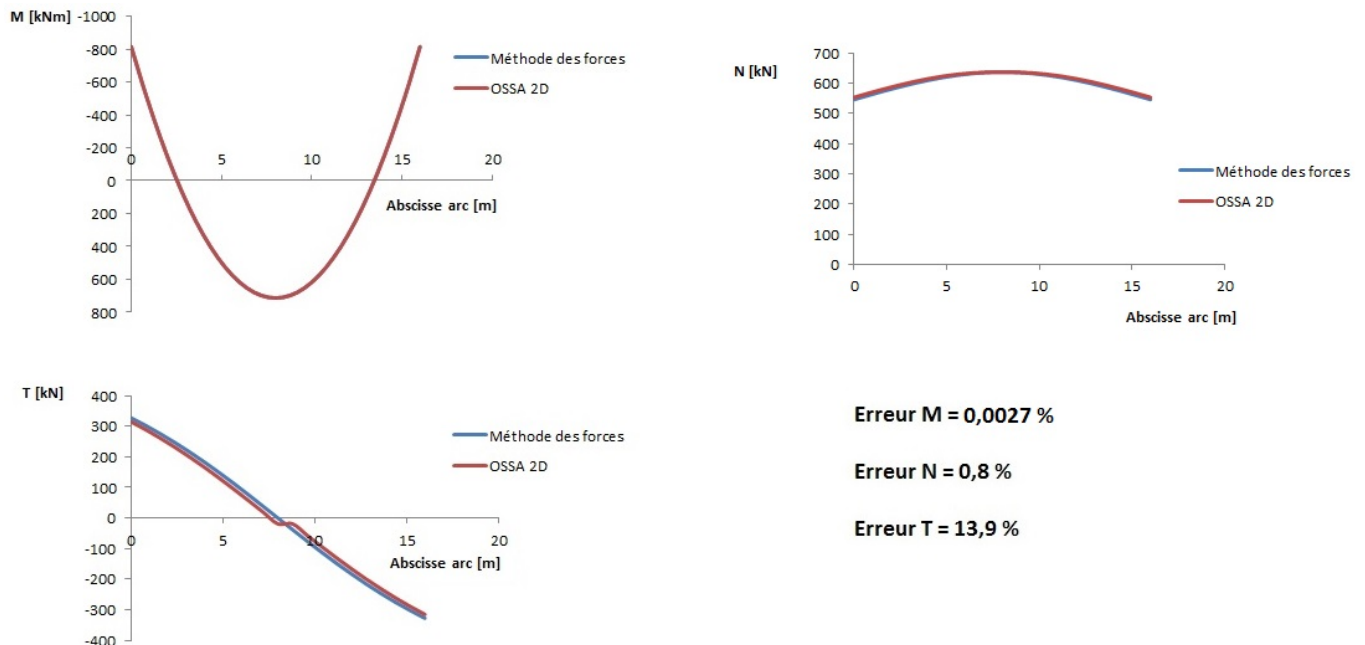 M [kNm]
-1000
-800
-600
-400
-200
0
200
400
600
800
0
5
10
15
20
Abscisse arc [m]
Méthode des forces
OSSA 2D
N [kN]
700
600
500
400
300
200
100
0
0
5
10
15
20
Abscisse arc [m]
Méthode des forces
OSSA 2D
T [kN]
400
300
200
100
0
-100
-200
-300
-400
0
5
10
15
20
Abscisse arc [m]
Méthode des forces
OSSA 2D
Erreur M = 0,0027 %
Erreur N = 0,8 %
Erreur T = 13,9 %